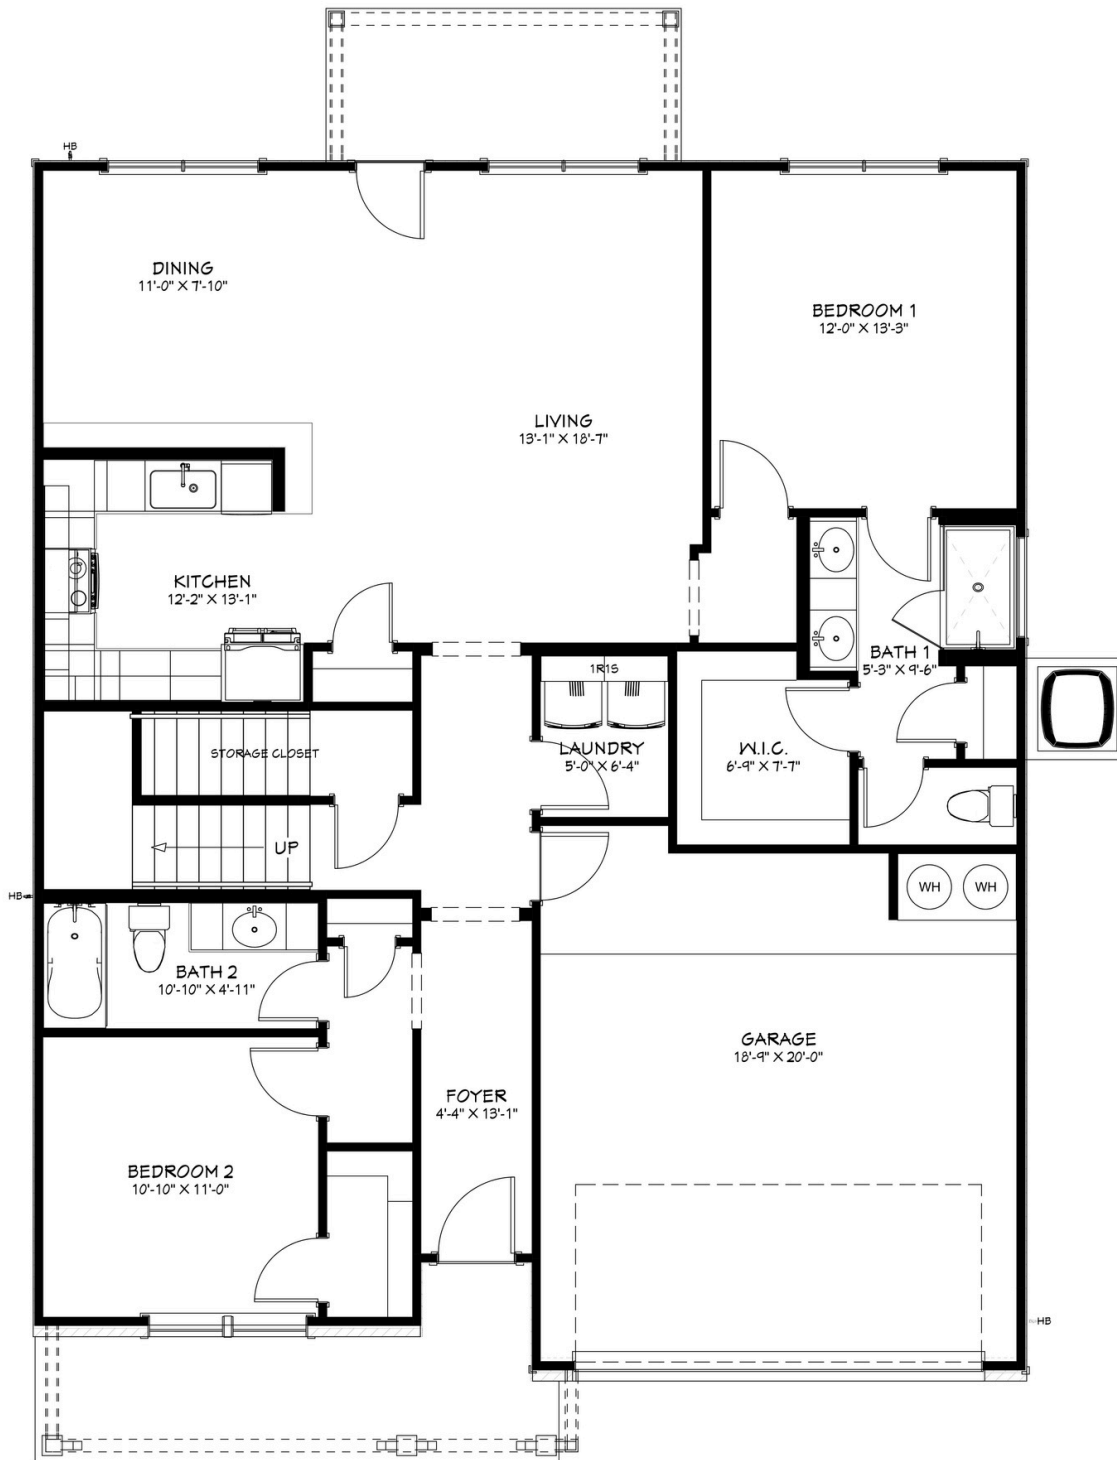 HB
DINING
11'-0" X 7'-10"
BEDROOM 1
12'-0" X 13'-3"
LIVING
13'-1" X 18'-7"
KITCHEN
12'-2" X 13'-1"
BATH 1
5'-3" X 9'-6"
1R1S
LAUNDRY
5'-0" X 6'-4"
W.I.C.
6'-9" X 7'-7"
STORAGE CLOSET
UP
HB
WH
WH
BATH 2
10'-10" X 4'-11"
GARAGE
18'-9" X 20'-0"
FOYER
4'-4" X 13'-1"
BEDROOM 2
10'-10" X 11'-0"
HB